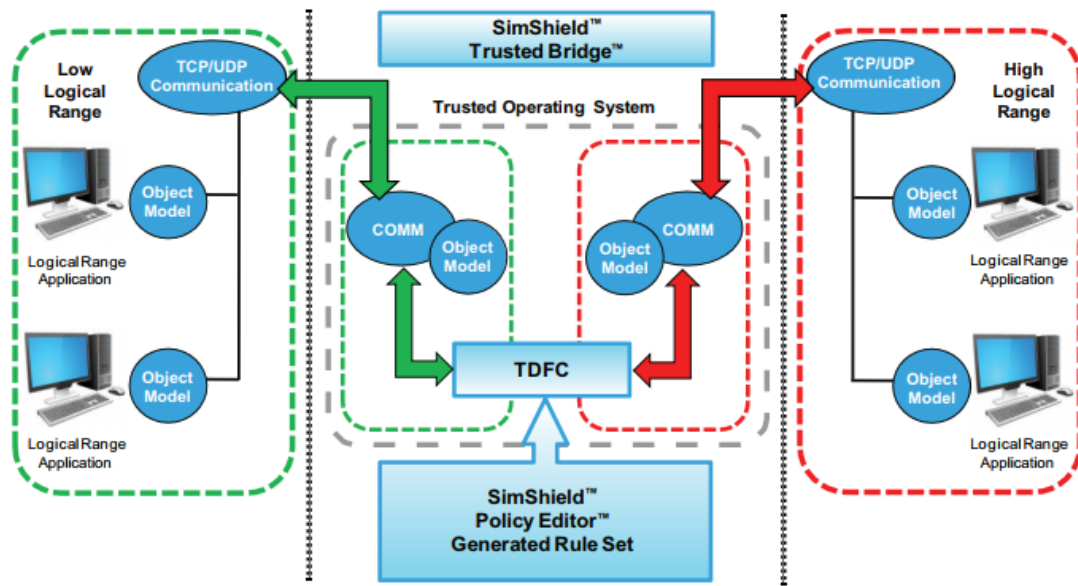 SimShield™
Trusted Bridge™
Low
Logical
Range
TCP/UDP
Communication
Object
Model
Logical Range
Application
Object
Model
Logical Range
Application
Trusted Operating System
COMM
Object
Model
COMM
Object
Model
TDFC
SimShield™
Policy Editor™
Generated Rule Set
TCP/UDP
Communication
High
Logical
Range
Object
Model
Logical Range
Application
Object
Model
Logical Range
Application